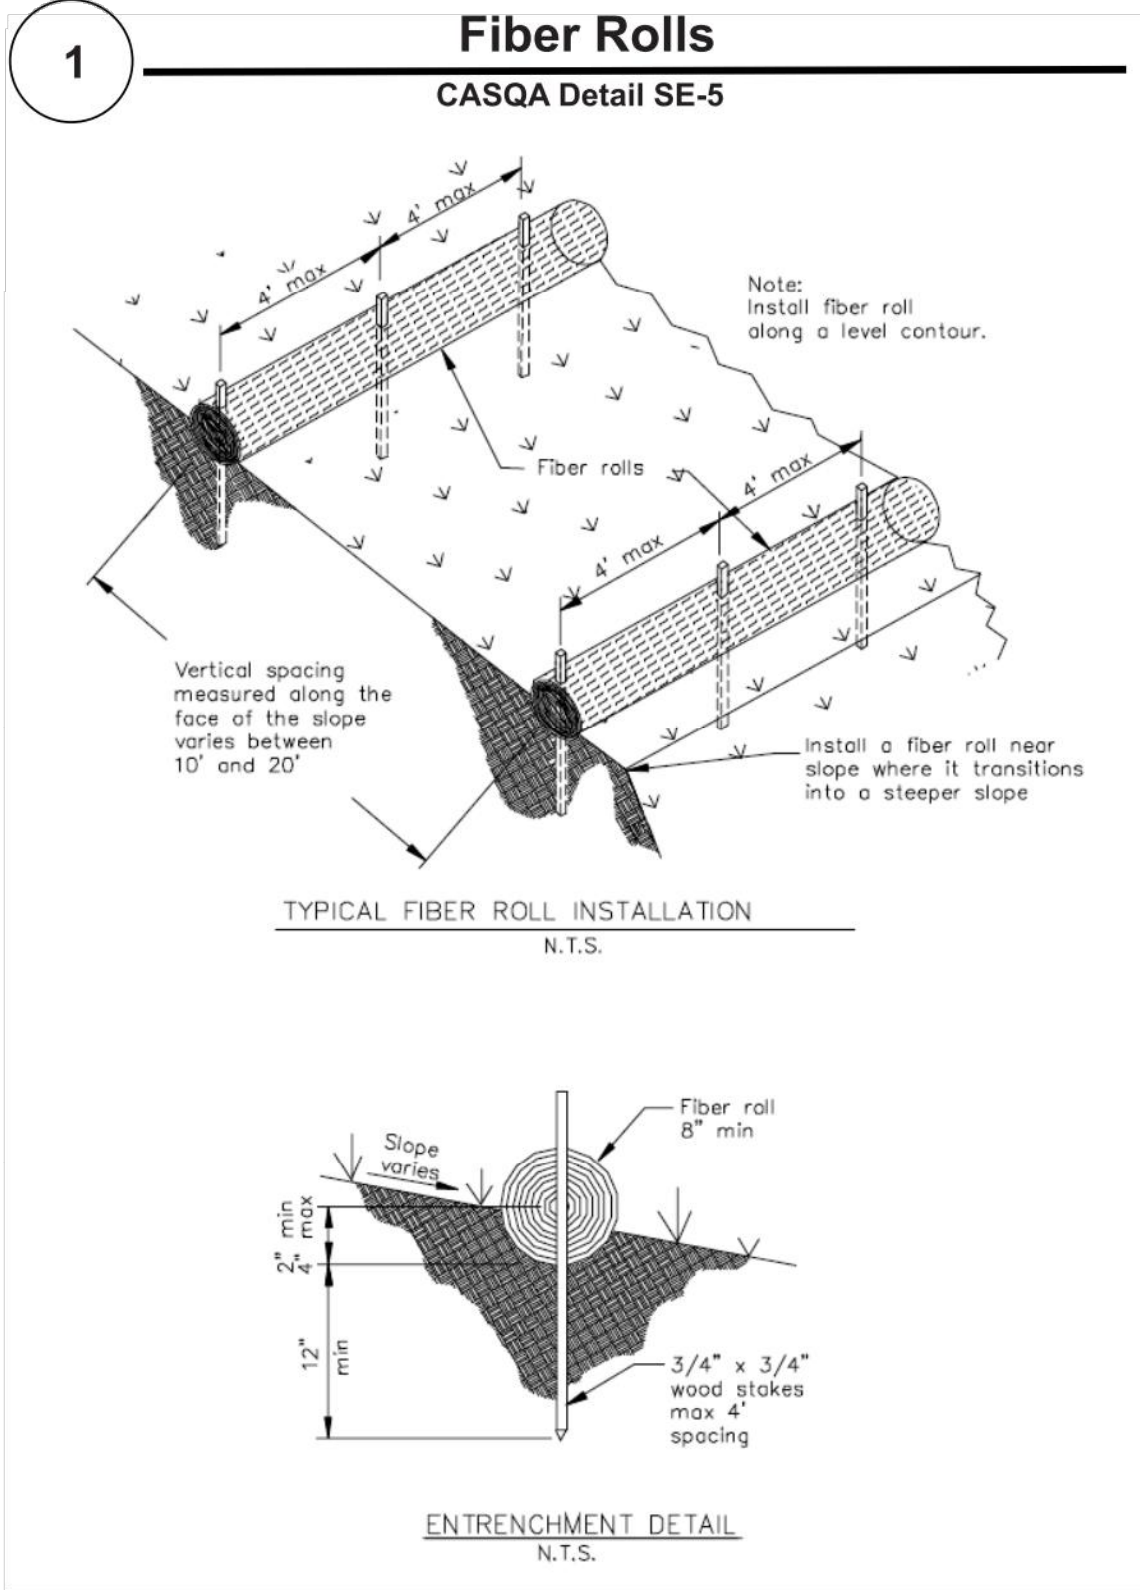 1
Fiber Rolls
CASQA Detail SE-5
4' max
4' max
Note:
Install fiber roll
along a level contour.
Fiber rolls
4' max
4' max
Vertical spacing
measured along the
face of the slope
varies between
10' and 20'
Install a fiber roll near
slope where it transitions
into a steeper slope
TYPICAL FIBER ROLL INSTALLATION
N.T.S.
Fiber roll
8" min
Slope
varies
2" min
4" max
12"
min
3/4" x 3/4"
wood stakes
max 4'
spacing
ENTRENCHMENT DETAIL
N.T.S.